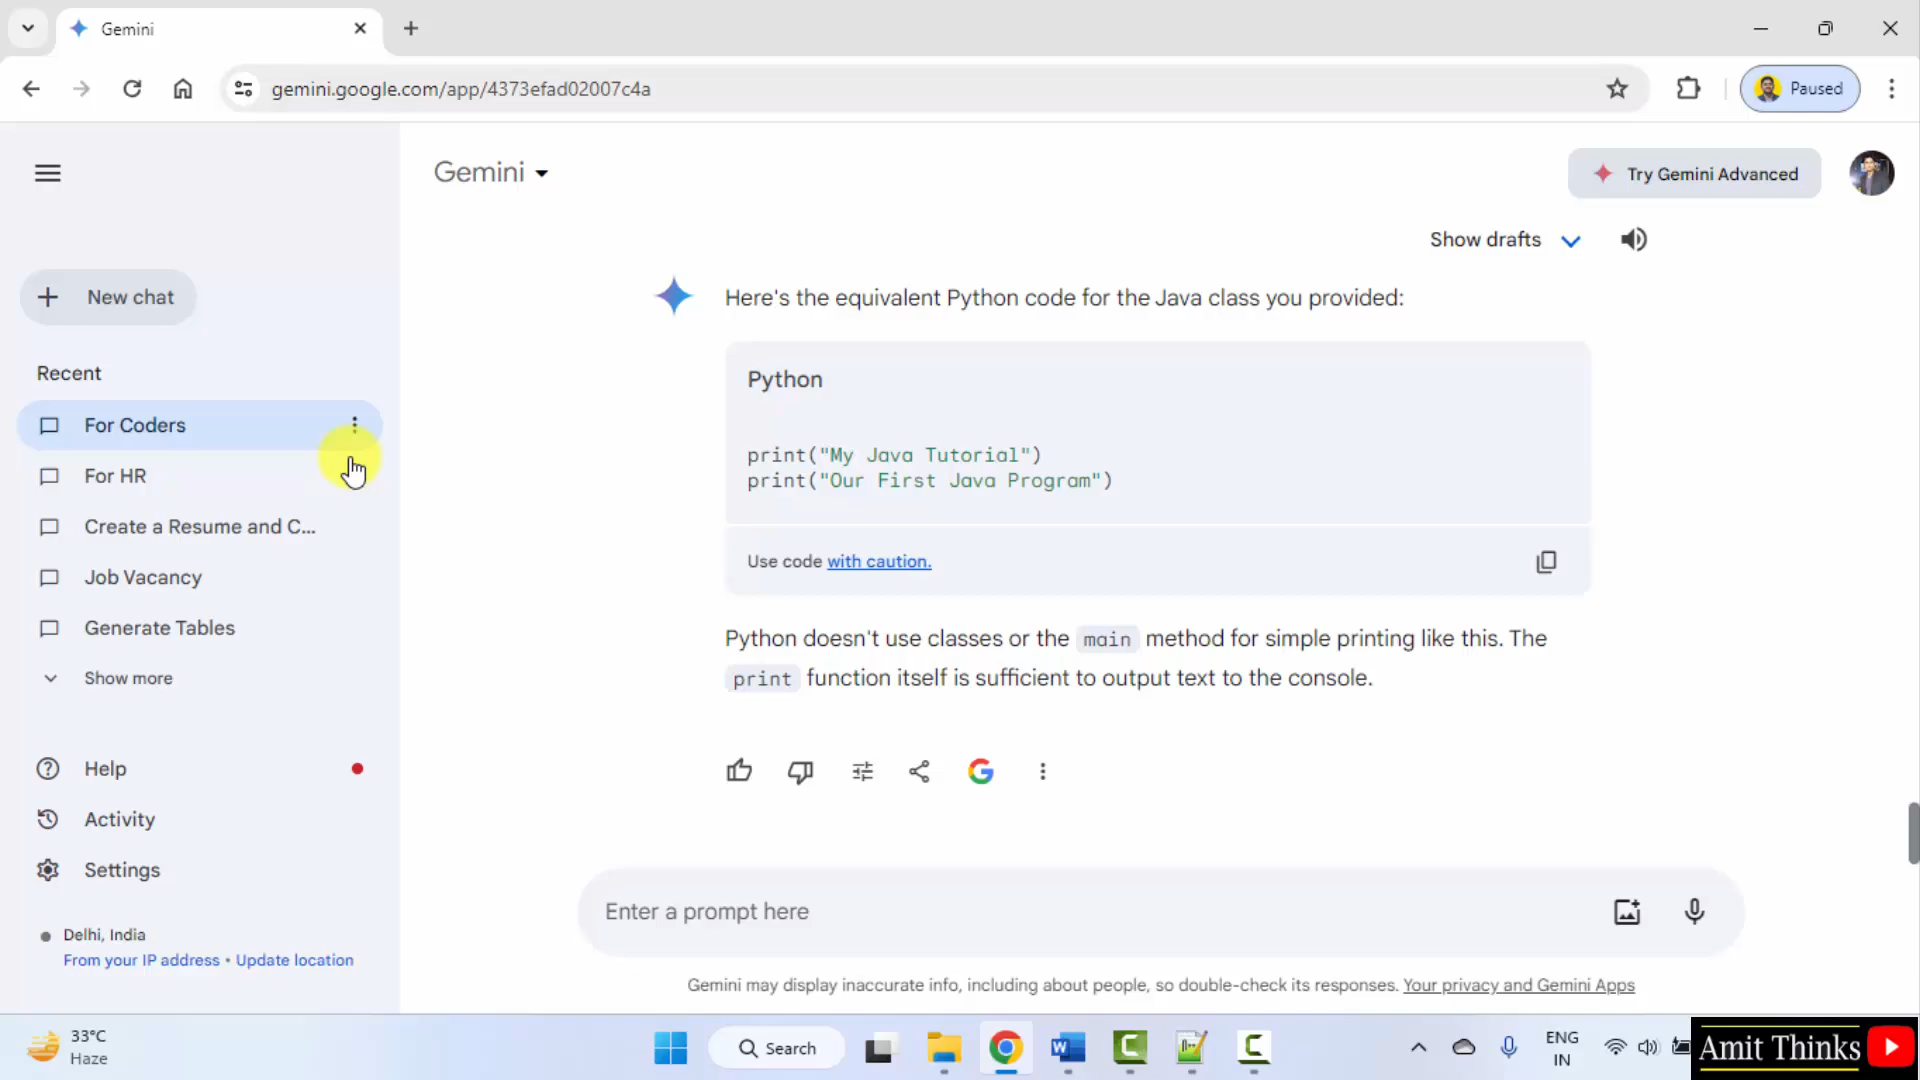 Gemini
gemini.google.com/app/4373efad02007c4a
Paused
Gemini
Try Gemini Advanced
New chat
Recent
For Coders
For HR
Create a Resume and C...
Job Vacancy
Generate Tables
Show more
Help
Activity
Settings
Delhi, India
From your IP address • Update location
Show drafts
Here's the equivalent Python code for the Java class you provided:
Python
print("My Java Tutorial")
print("Our First Java Program")
Use code with caution.
Python doesn't use classes or the main method for simple printing like this. The
print function itself is sufficient to output text to the console.
Enter a prompt here
Gemini may display inaccurate info, including about people, so double-check its responses. Your privacy and Gemini Apps
33°C
Haze
Search
ENG
IN
Amit Thinks